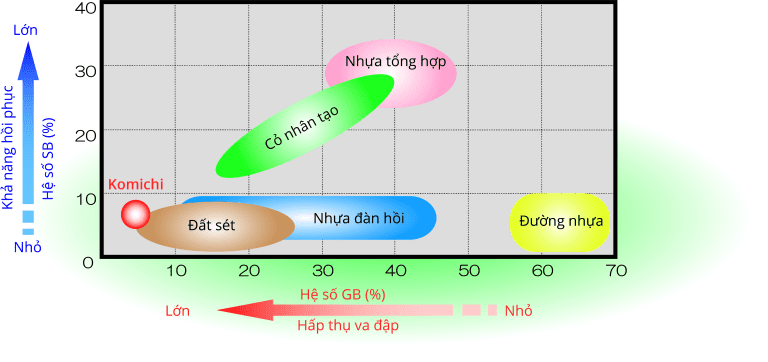 40
Lớn
Nhựa tổng hợp
30
Khả năng hồi phục
Hệ số SB (%)
Cỏ nhân tạo
20
Komichi
10
Nhựa đàn hồi
Đất sét
Đường nhựa
Nhỏ
0
10 20 30 40 50 60 70
Hệ số GB (%)
Lớn Nhỏ
Hấp thụ va đập